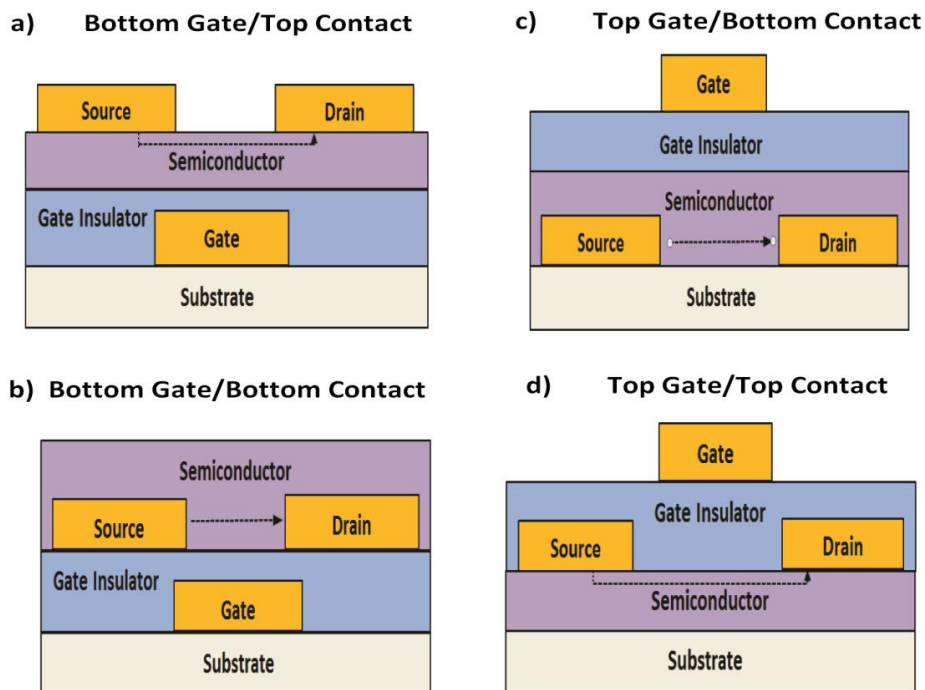 a) Bottom Gate/Top Contact
Source
Drain
Semiconductor
Gate Insulator
Gate
Substrate
b) Bottom Gate/Bottom Contact
Semiconductor
Source
Drain
Gate Insulator
Gate
Substrate
c) Top Gate/Bottom Contact
Gate
Gate Insulator
Semiconductor
Source
Drain
Substrate
d) Top Gate/Top Contact
Gate
Gate Insulator
Source
Drain
Semiconductor
Substrate